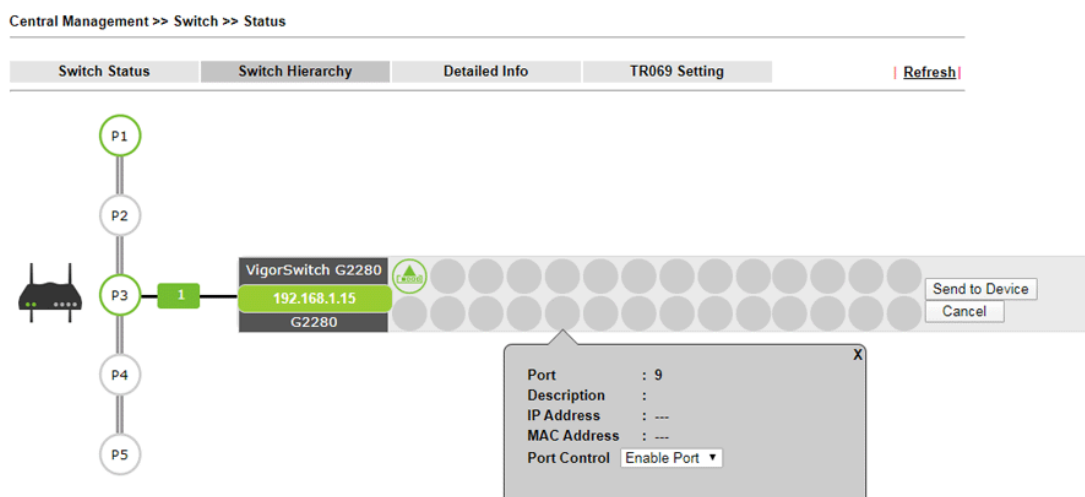 Central Management >> Switch >> Status
Switch Status Switch Hierarchy Detailed Info TR069 Setting | Refresh |
P1
P2
P3
1
VigorSwitch G2280
192.168.1.15
G2280
Send to Device
Cancel
X
Port : 9
Description :
IP Address : ---
MAC Address : ---
Port Control Enable Port
P4
P5